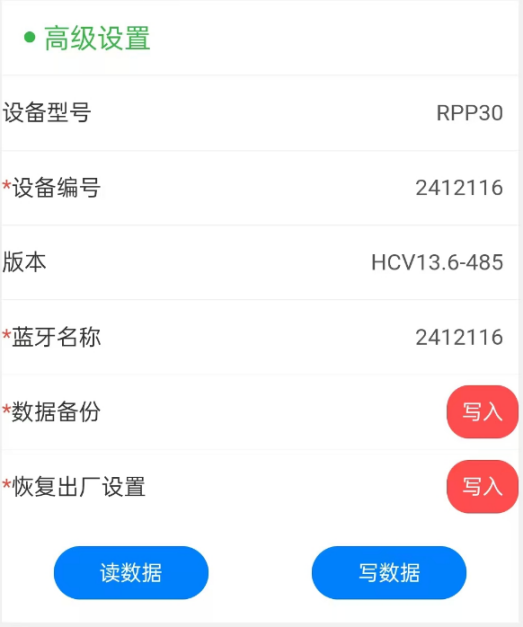 高级设置
设备型号 RPP30
*设备编号 2412116
版本 HCV13.6-485
*蓝牙名称 2412116
*数据备份 写入
*恢复出厂设置 写入
读数据 写数据